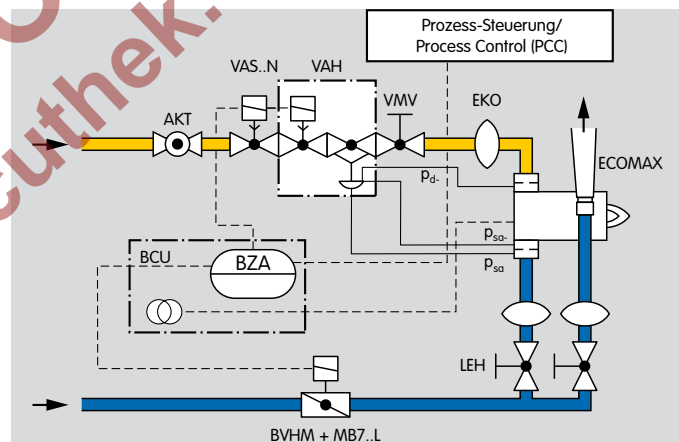 Prozess-Steuerung/
Process Control (PCC)
VAS..N
VAH
VMV
EKO
AKT
ECOMAX
pd-
psa-
psa
BCU
BZA
LEH
BVHM + MB7..L
cuthek.